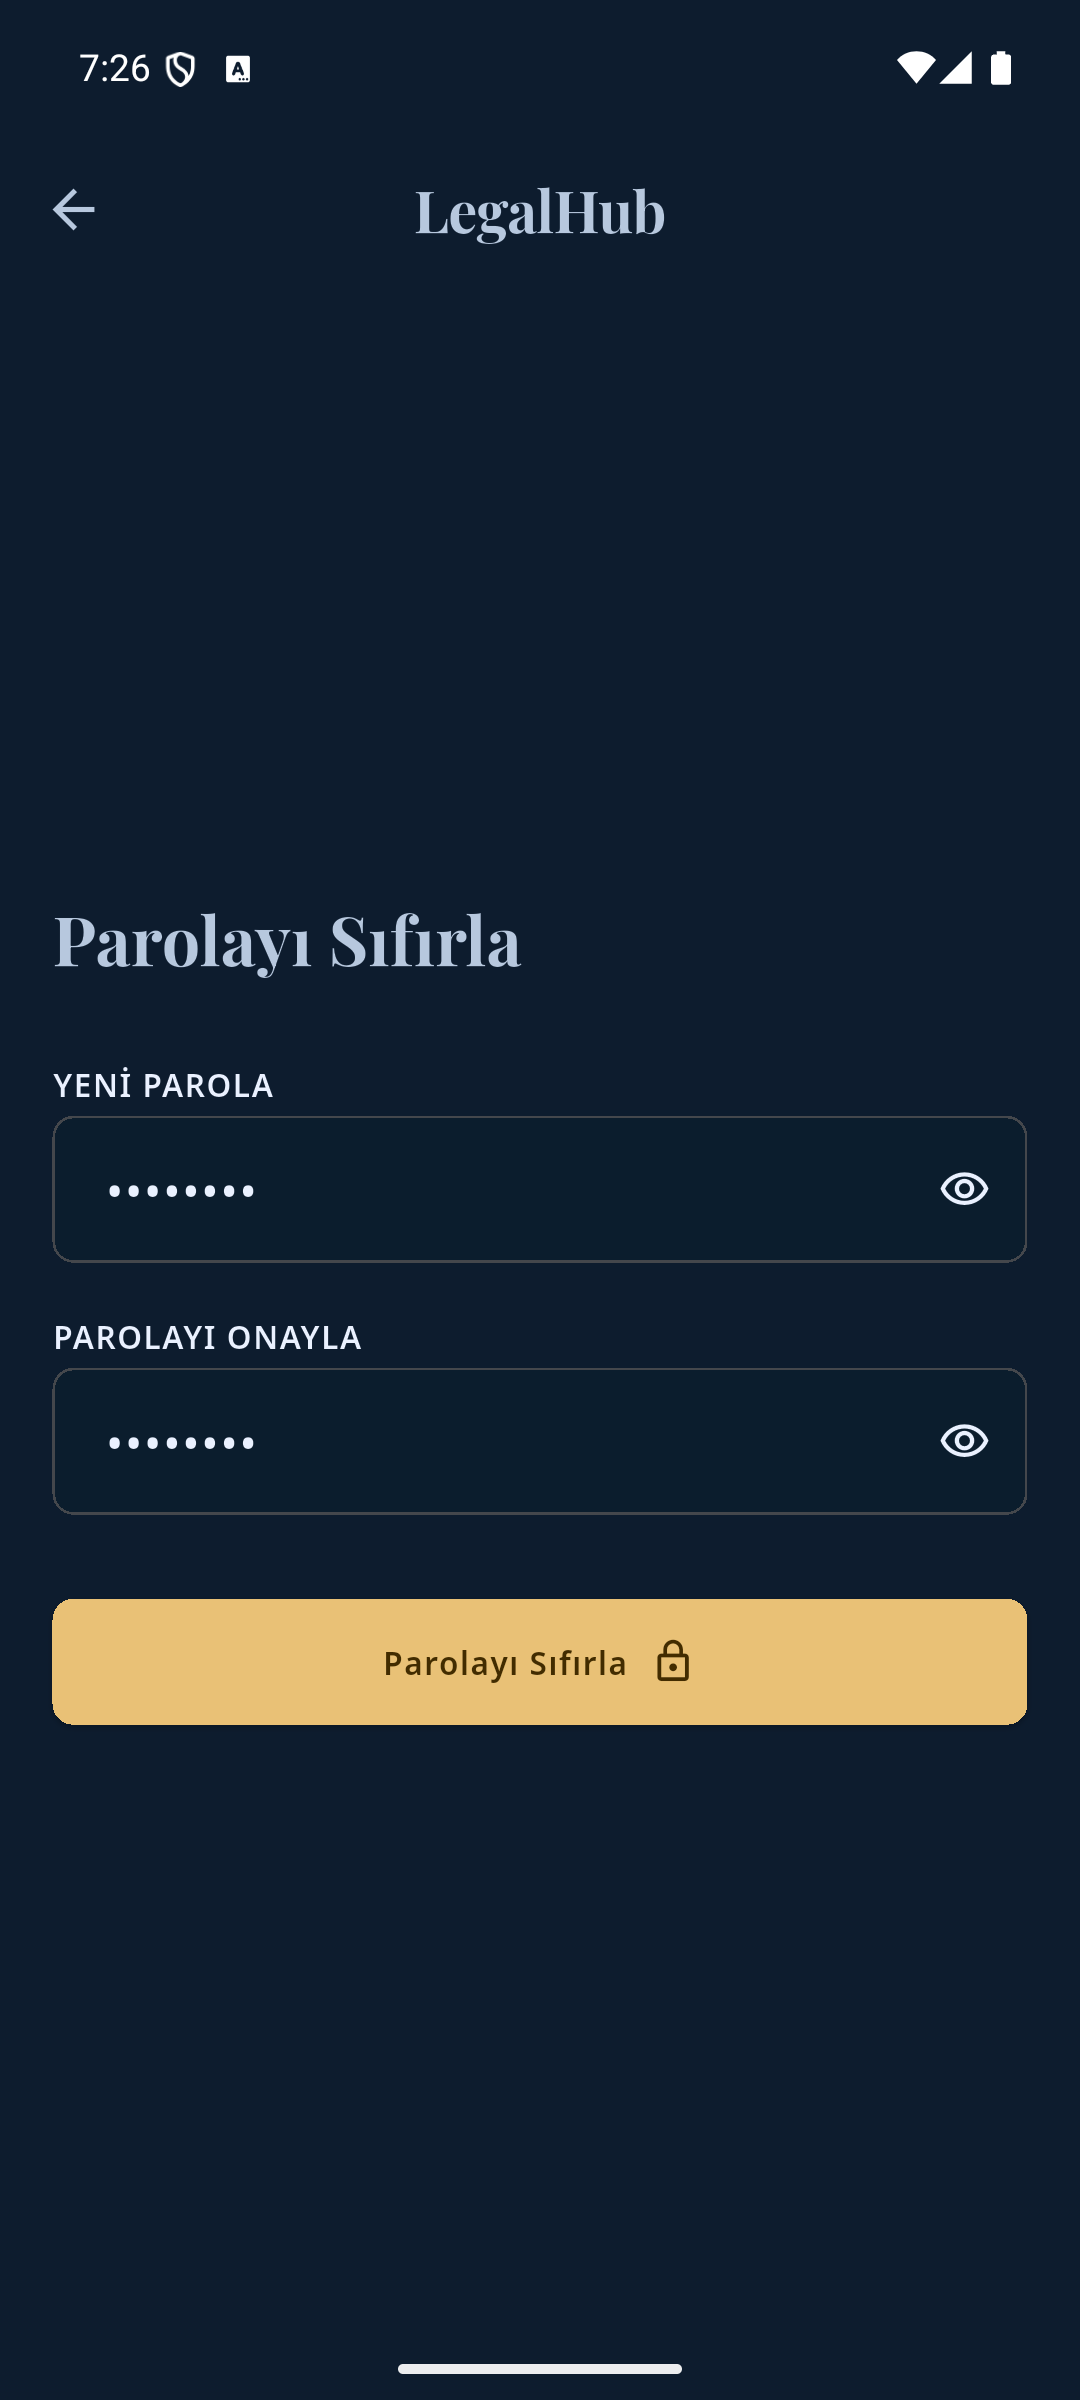 7:26
LegalHub
Parolayı Sıfırla
YENİ PAROLA
••••••••
PAROLAYI ONAYLA
••••••••
Parolayı Sıfırla